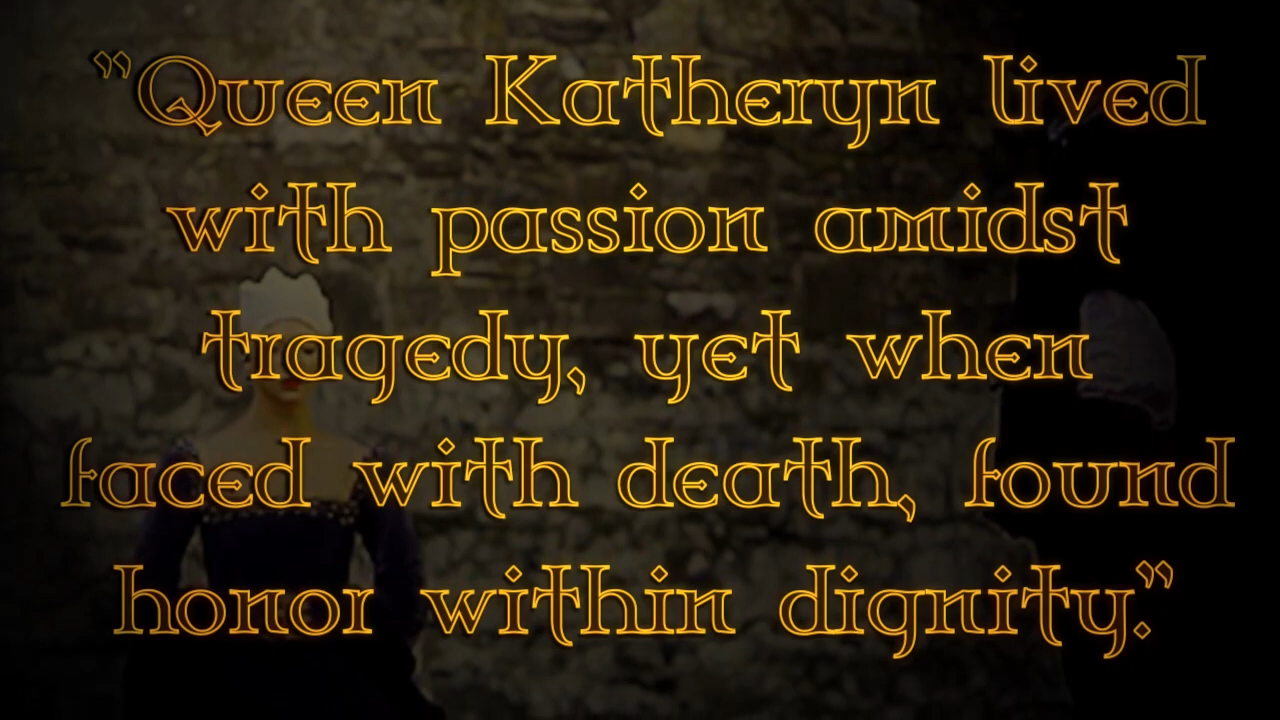 "Queen Katheryn lived
with passion amidst
tragedy, yet when
faced with death, found
honor within dignity."